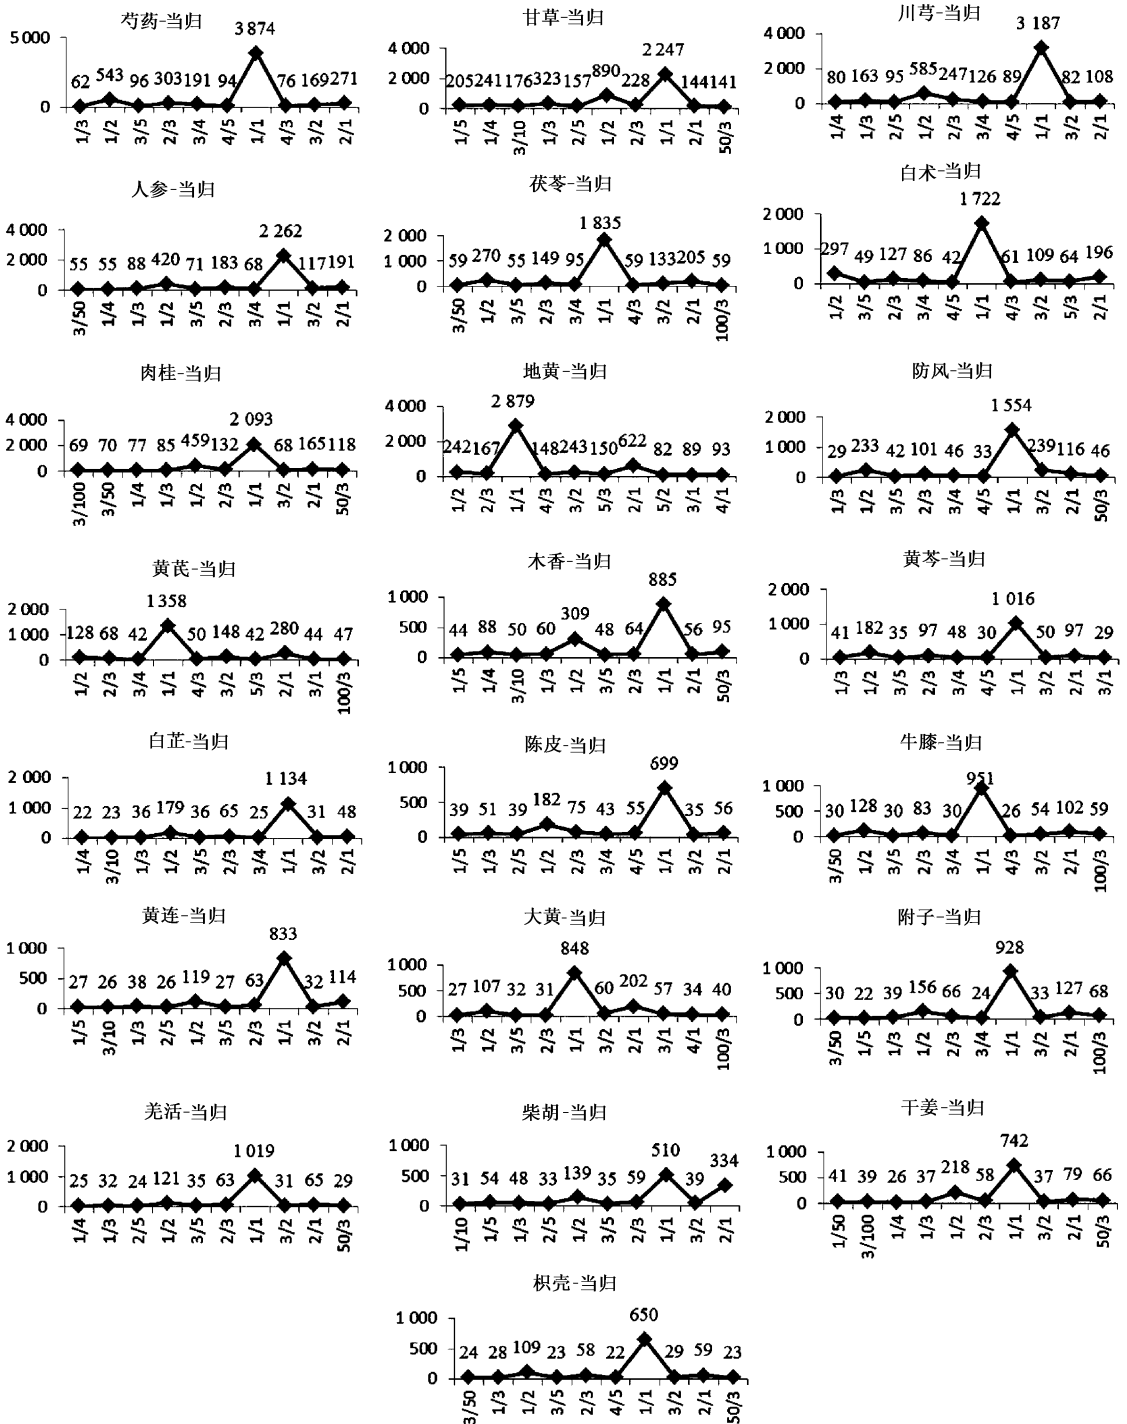 芍药-当归
3 874
5 000
62 543 96 303 191 94 76 169 271
0
1/3 1/2 3/5 2/3 3/4 4/5 1/1 4/3 3/2 2/1
甘草-当归
2 247
4 000
2 000
205 241 176 323 157 890 228 144 141
0
1/5 1/4 3/10 1/3 2/5 1/2 2/3 1/1 2/1 50/3
川芎-当归
3 187
4 000
2 000
80 163 95 585 247 126 89 82 108
0
1/4 1/3 2/5 1/2 2/3 3/4 4/5 1/1 3/2 2/1
人参-当归
2 262
4 000
2 000
55 55 88 420 71 183 68 117 191
0
3/50 1/4 1/3 1/2 3/5 2/3 3/4 1/1 3/2 2/1
茯苓-当归
1 835
2 000
1 000
59 270 55 149 95 59 133 205 59
0
3/50 1/2 3/5 2/3 3/4 1/1 4/3 3/2 2/1 100/3
白术-当归
1 722
2 000
1 000
297 49 127 86 42 61 109 64 196
0
1/2 3/5 2/3 3/4 4/5 1/1 4/3 3/2 5/3 2/1
肉桂-当归
2 093
4 000
2 000
69 70 77 85 459 132 68 165 118
0
3/100 3/50 1/4 1/3 1/2 2/3 1/1 3/2 2/1 50/3
地黄-当归
2 879
4 000
2 000
242 167 148 243 150 622 82 89 93
0
1/2 2/3 1/1 4/3 3/2 5/3 2/1 5/2 3/1 4/1
防风-当归
1 554
2 000
1 000
29 233 42 101 46 33 239 116 46
0
1/3 1/2 3/5 2/3 3/4 4/5 1/1 3/2 2/1 50/3
黄芪-当归
1 358
2 000
1 000
128 68 42 50 148 42 280 44 47
0
1/2 2/3 3/4 1/1 4/3 3/2 5/3 2/1 3/1 100/3
木香-当归
885
1 000
500
44 88 50 60 309 48 64 56 95
0
1/5 1/4 3/10 1/3 1/2 3/5 2/3 1/1 2/1 50/3
黄芩-当归
1 016
2 000
1 000
41 182 35 97 48 30 50 97 29
0
1/3 1/2 3/5 2/3 3/4 4/5 1/1 3/2 2/1 3/1
白芷-当归
1 134
2 000
1 000
22 23 36 179 36 65 25 31 48
0
1/4 3/10 1/3 1/2 3/5 2/3 3/4 1/1 3/2 2/1
陈皮-当归
699
1 000
500
39 51 39 182 75 43 55 35 56
0
1/5 1/3 2/5 1/2 2/3 3/4 4/5 1/1 3/2 2/1
牛膝-当归
951
1 000
500
30 128 30 83 30 26 54 102 59
0
3/50 1/2 3/5 2/3 3/4 1/1 4/3 3/2 2/1 100/3
黄连-当归
833
1 000
500
27 26 38 26 119 27 63 32 114
0
1/5 3/10 1/3 2/5 1/2 3/5 2/3 1/1 3/2 2/1
大黄-当归
848
1 000
500
27 107 32 31 60 202 57 34 40
0
1/3 1/2 3/5 2/3 1/1 3/2 2/1 3/1 4/1 100/3
附子-当归
928
1 000
500
30 22 39 156 66 24 33 127 68
0
3/50 1/5 1/3 1/2 2/3 3/4 1/1 3/2 2/1 100/3
羌活-当归
1 019
2 000
1 000
25 32 24 121 35 63 31 65 29
0
1/4 1/3 2/5 1/2 3/5 2/3 1/1 3/2 2/1 50/3
柴胡-当归
510
1 000
500
31 54 48 33 139 35 59 39 334
0
1/10 1/5 1/3 2/5 1/2 3/5 2/3 1/1 3/2 2/1
干姜-当归
742
1 000
500
41 39 26 37 218 58 37 79 66
0
1/50 3/100 1/4 1/3 1/2 2/3 1/1 3/2 2/1 50/3
枳壳-当归
650
1 000
500
24 28 109 23 58 22 29 59 23
0
3/50 1/3 1/2 3/5 2/3 4/5 1/1 3/2 2/1 50/3